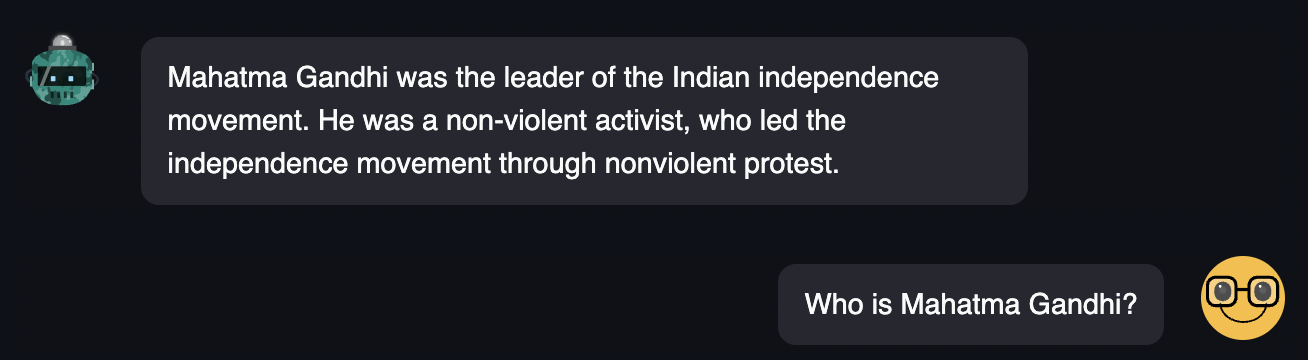 Mahatma Gandhi was the leader of the Indian independence
movement. He was a non-violent activist, who led the
independence movement through nonviolent protest.
Who is Mahatma Gandhi?